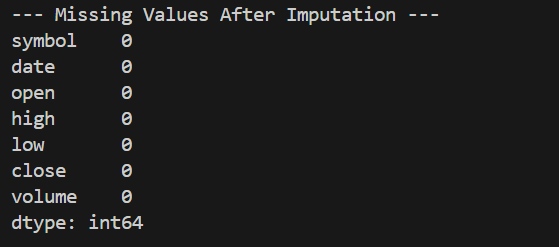 --- Missing Values After Imputation ---
symbol    0
date      0
open      0
high      0
low       0
close     0
volume    0
dtype: int64